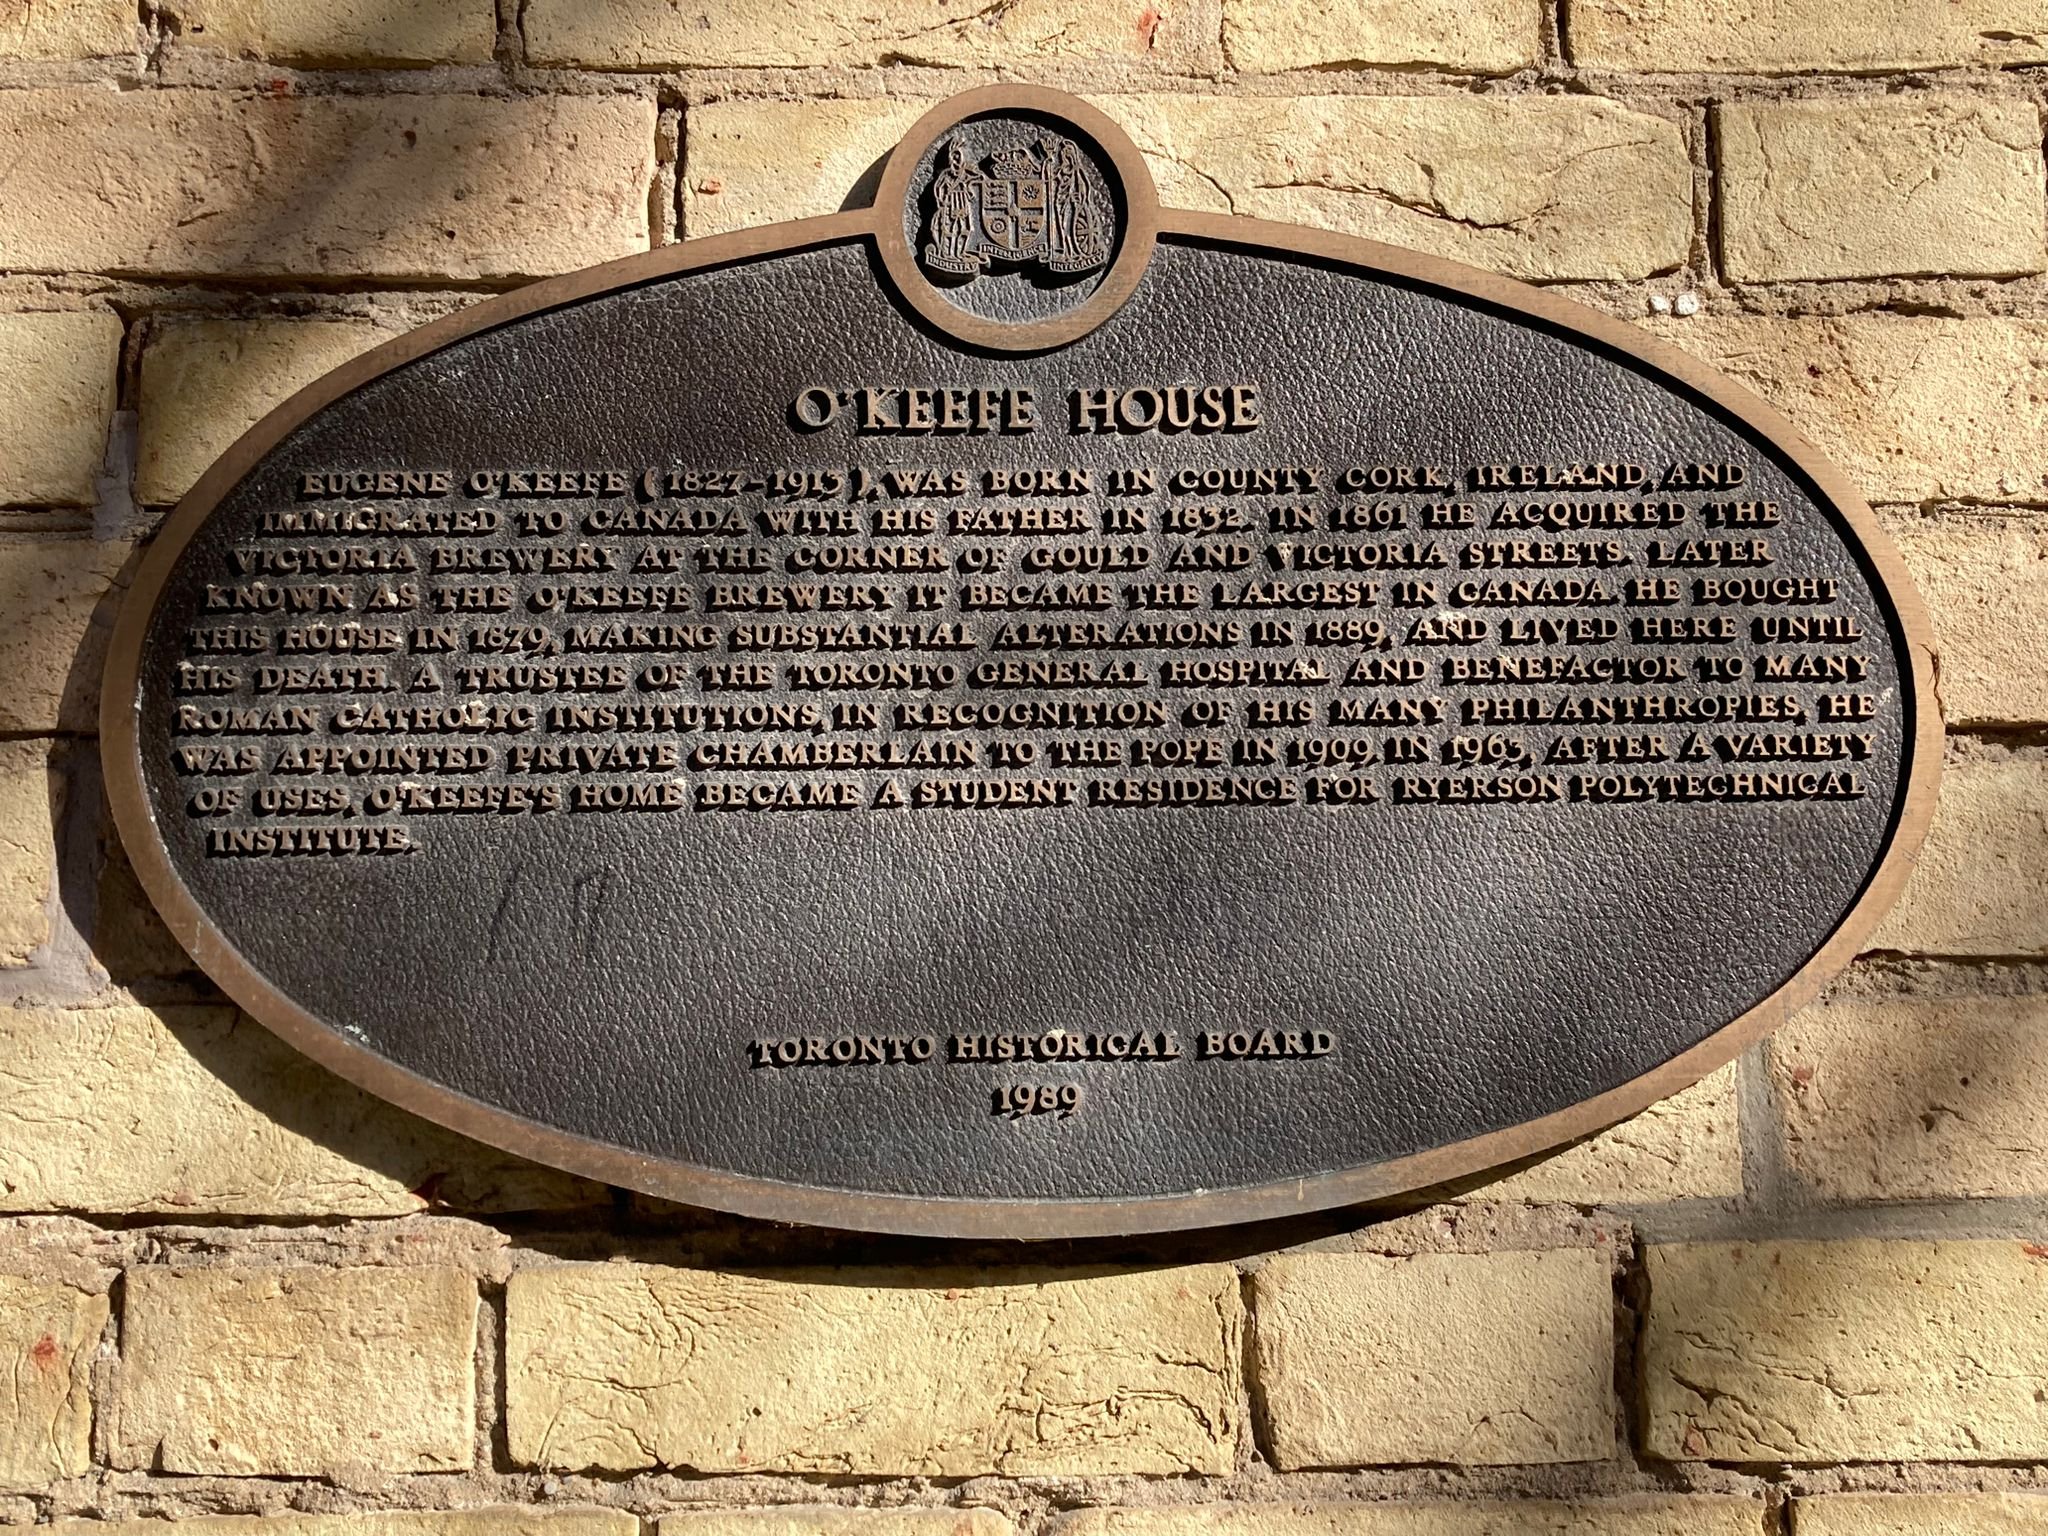 INDUSTRY INTELLIGENCE INTEGRITY
O'KEEFE HOUSE
EUGENE O'KEEFE (1827-1913), WAS BORN IN COUNTY CORK, IRELAND, AND
IMMIGRATED TO CANADA WITH HIS FATHER IN 1832. IN 1861 HE ACQUIRED THE
VICTORIA BREWERY AT THE CORNER OF GOULD AND VICTORIA STREETS. LATER
KNOWN AS THE O'KEEFE BREWERY IT BECAME THE LARGEST IN CANADA. HE BOUGHT
THIS HOUSE IN 1879, MAKING SUBSTANTIAL ALTERATIONS IN 1889, AND LIVED HERE UNTIL
HIS DEATH. A TRUSTEE OF THE TORONTO GENERAL HOSPITAL AND BENEFACTOR TO MANY
ROMAN CATHOLIC INSTITUTIONS, IN RECOGNITION OF HIS MANY PHILANTHROPIES, HE
WAS APPOINTED PRIVATE CHAMBERLAIN TO THE POPE IN 1909. IN 1963, AFTER A VARIETY
OF USES, O'KEEFE'S HOME BECAME A STUDENT RESIDENCE FOR RYERSON POLYTECHNICAL
INSTITUTE.
TORONTO HISTORICAL BOARD
1989